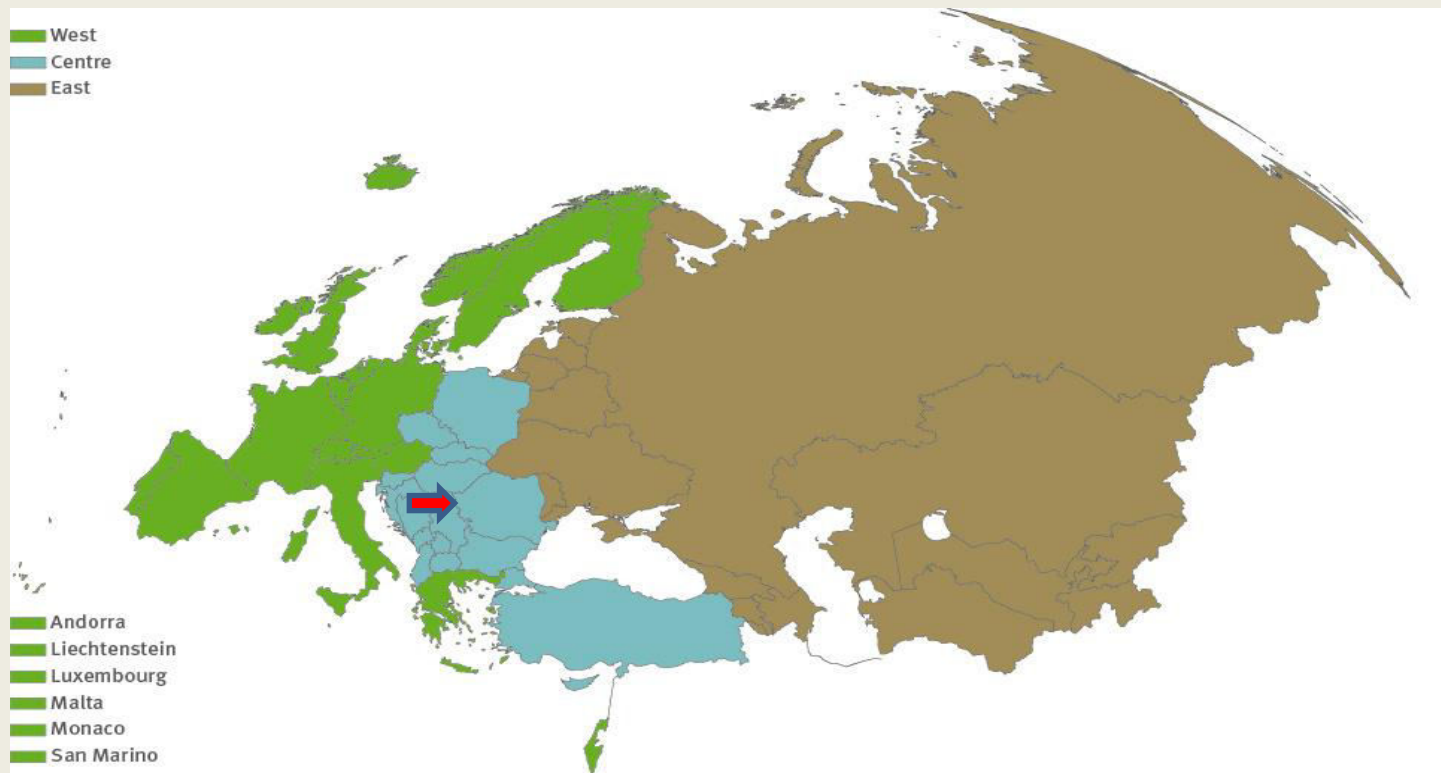 West
Centre
East
Andorra
Liechtenstein
Luxembourg
Malta
Monaco
San Marino